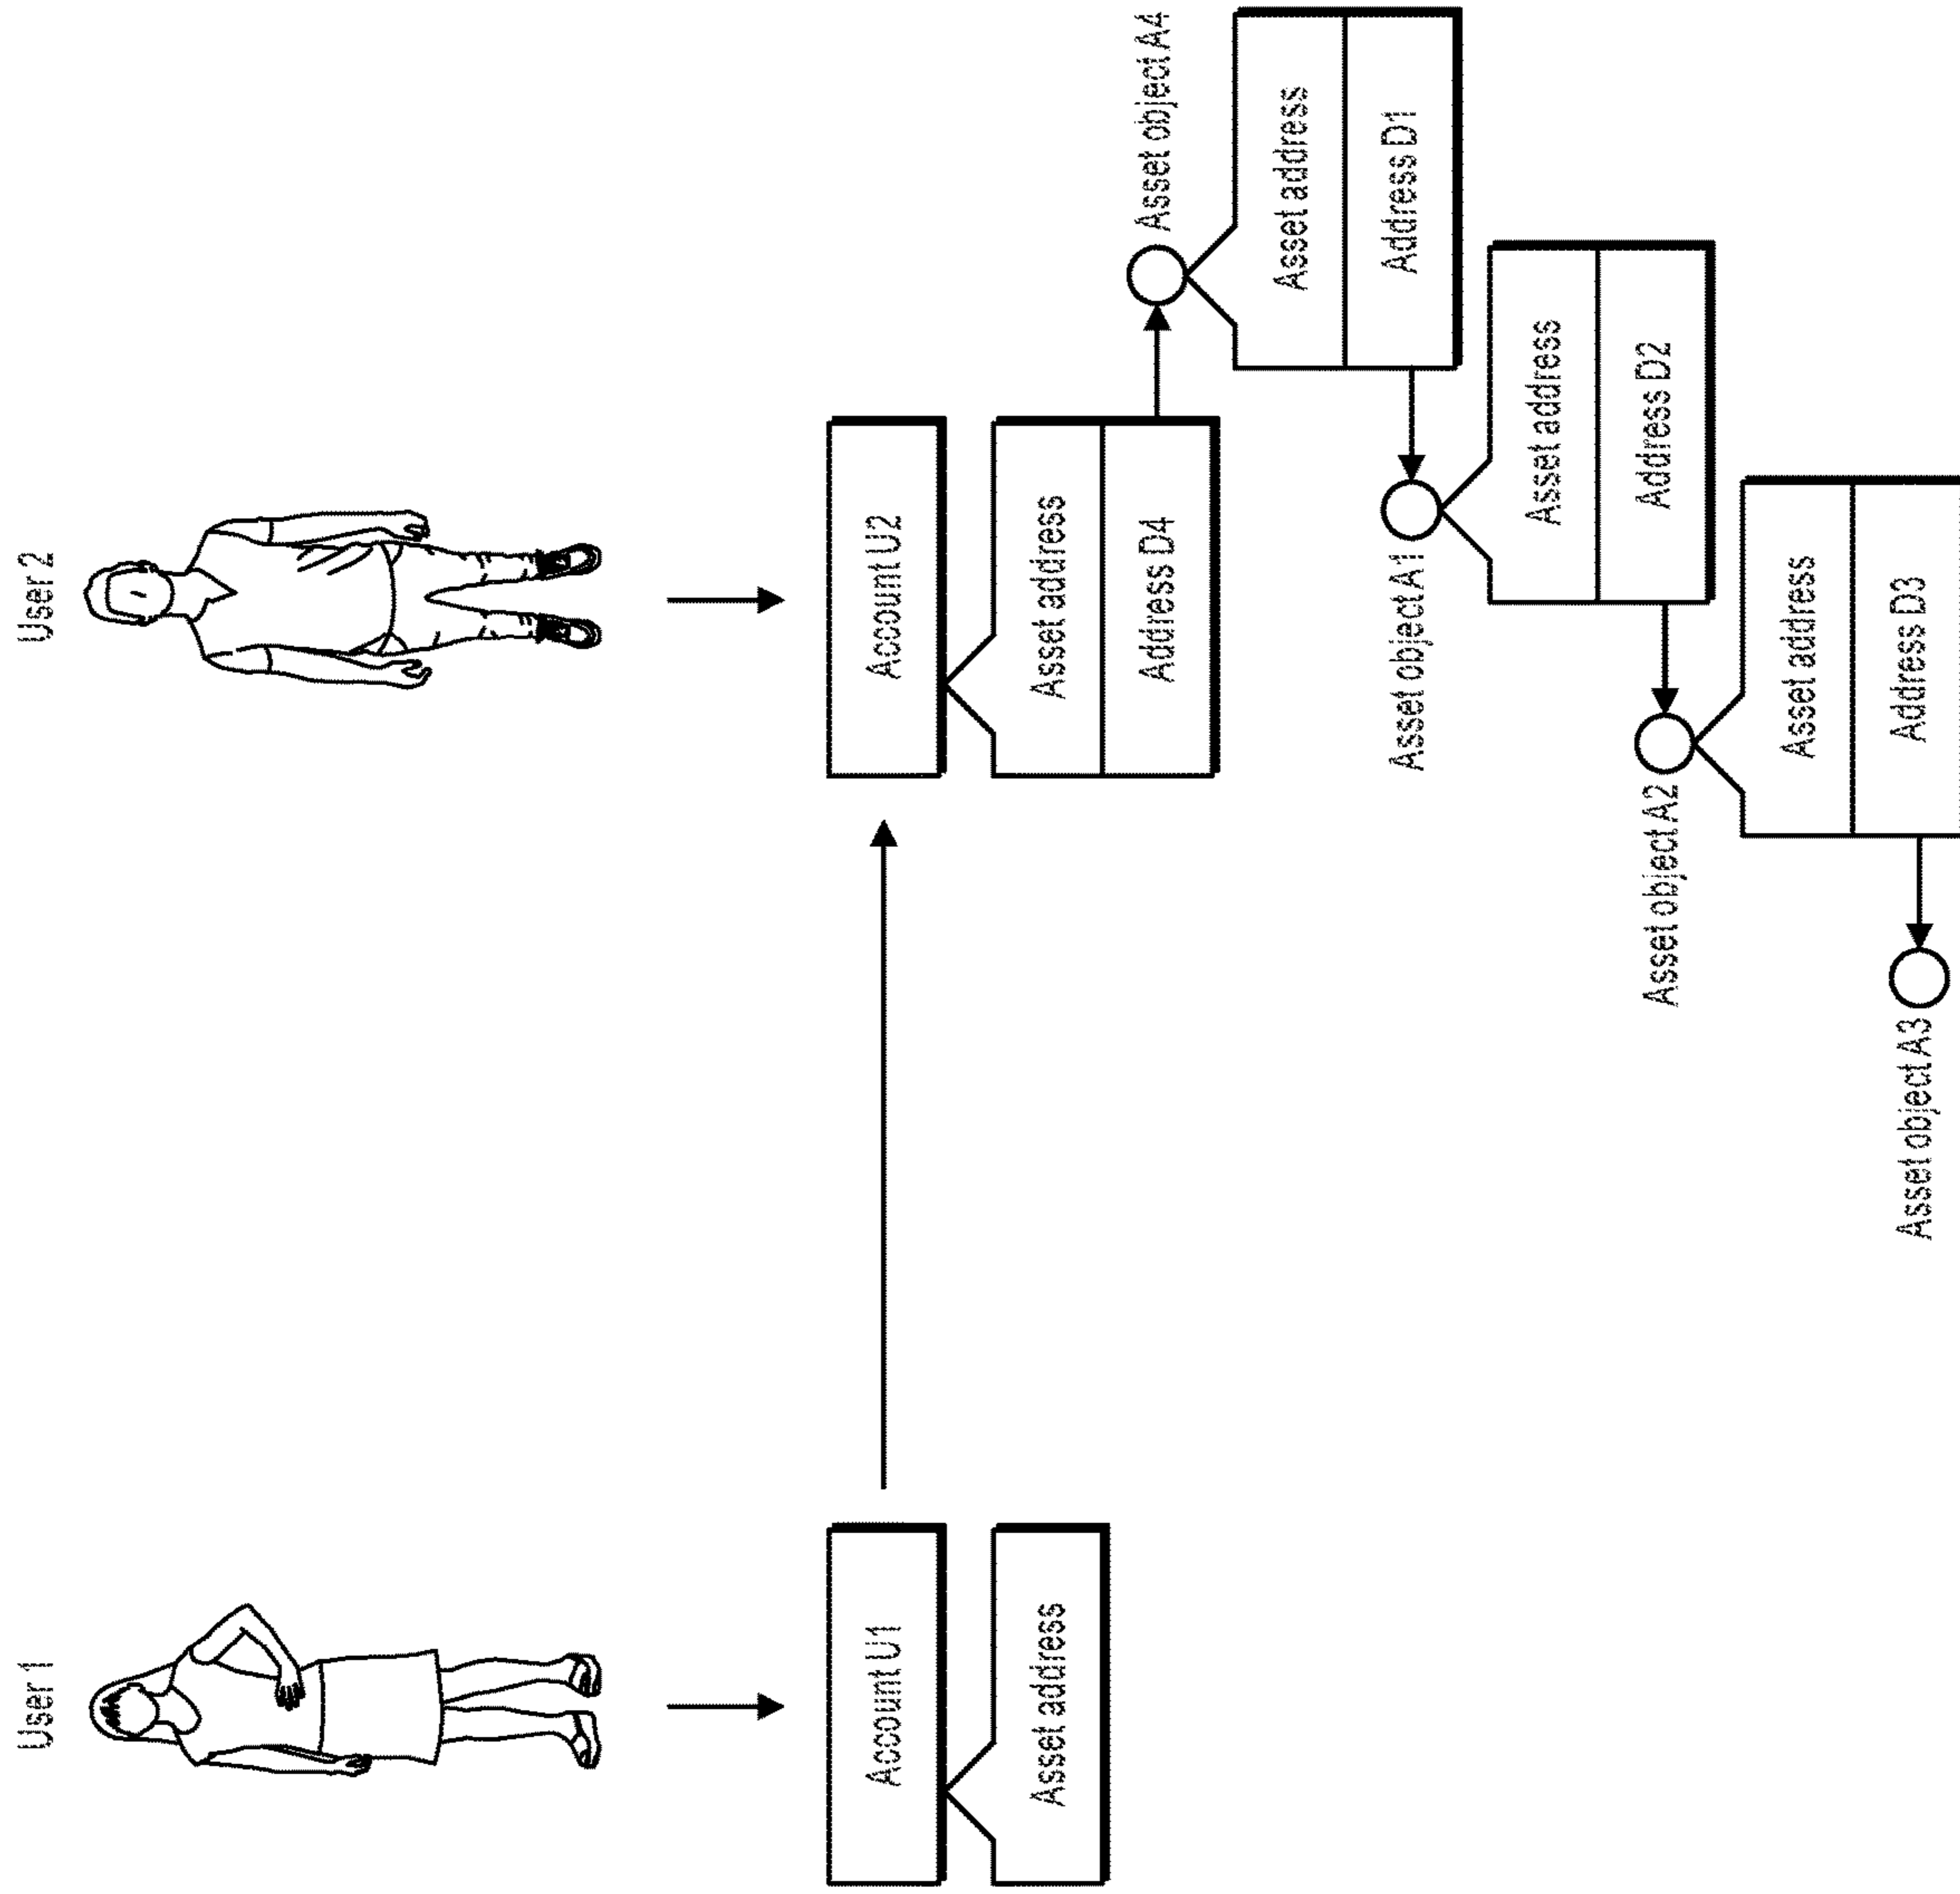 User 1
User 2
Account U1
Account U2
Asset address
Asset address
Address D4
Asset object A4
Asset address
Address D1
Asset object A1
Asset address
Address D2
Asset object A2
Asset address
Address D3
Asset object A3